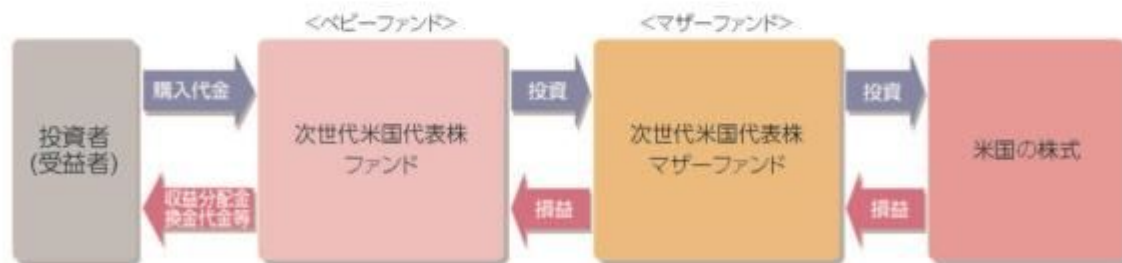 <ベビーファンド>
<マザーファンド>
投資者
(受益者)
購入代金
収益分配金
換金代金等
次世代米国代表株
ファンド
投資
損益
次世代米国代表株
マザーファンド
投資
損益
米国の株式